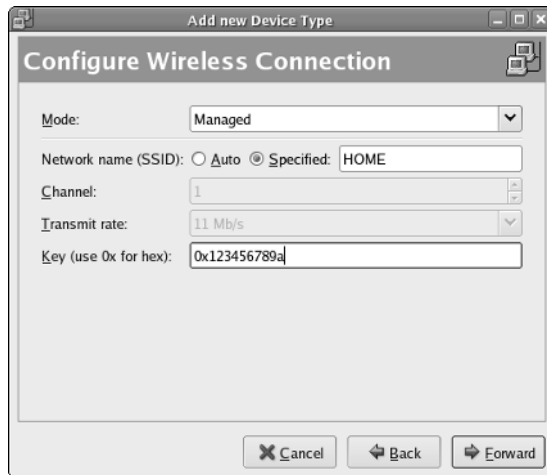 Add new Device Type
Configure Wireless Connection
Mode: Managed
Network name (SSID): Auto Specified: HOME
Channel: 1
Transmit rate: 11 Mb/s
Key (use 0x for hex): 0x123456789a
Cancel Back Forward